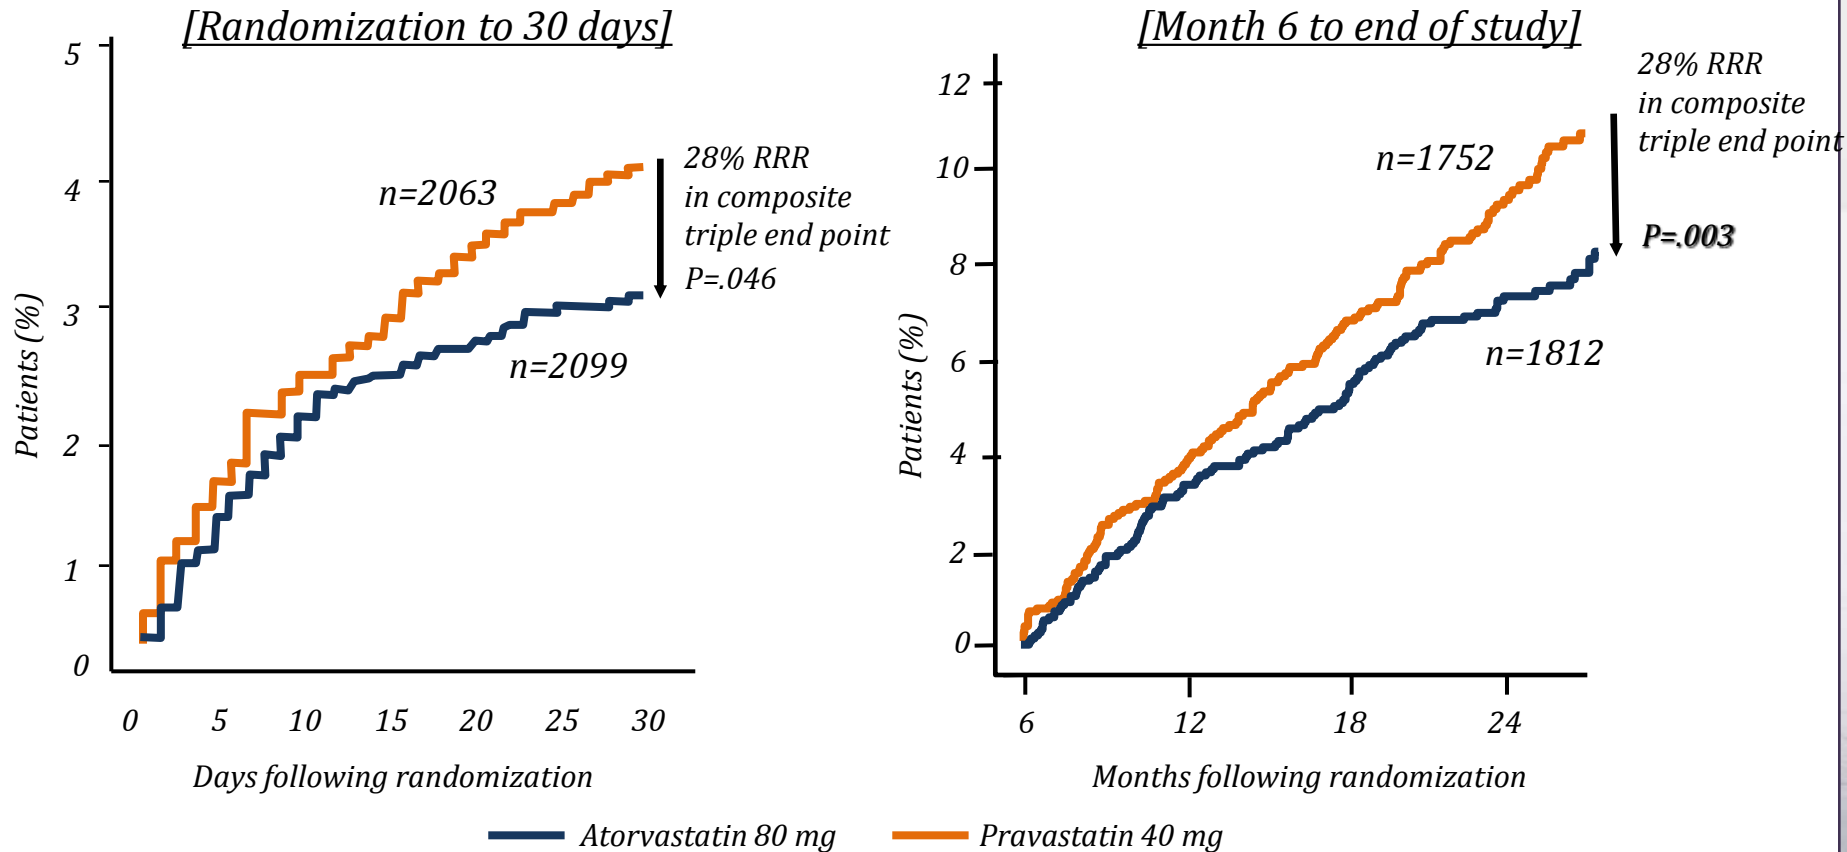 [Randomization to 30 days]
5
4
3
2
1
0
Patients (%)
n=2063
n=2099
28% RRR
in composite
triple end point
P=.046
0 5 10 15 20 25 30
Days following randomization
[Month 6 to end of study]
12
10
8
6
4
2
0
Patients (%)
n=1752
n=1812
28% RRR
in composite
triple end point
P=.003
6 12 18 24
Months following randomization
Atorvastatin 80 mg
Pravastatin 40 mg